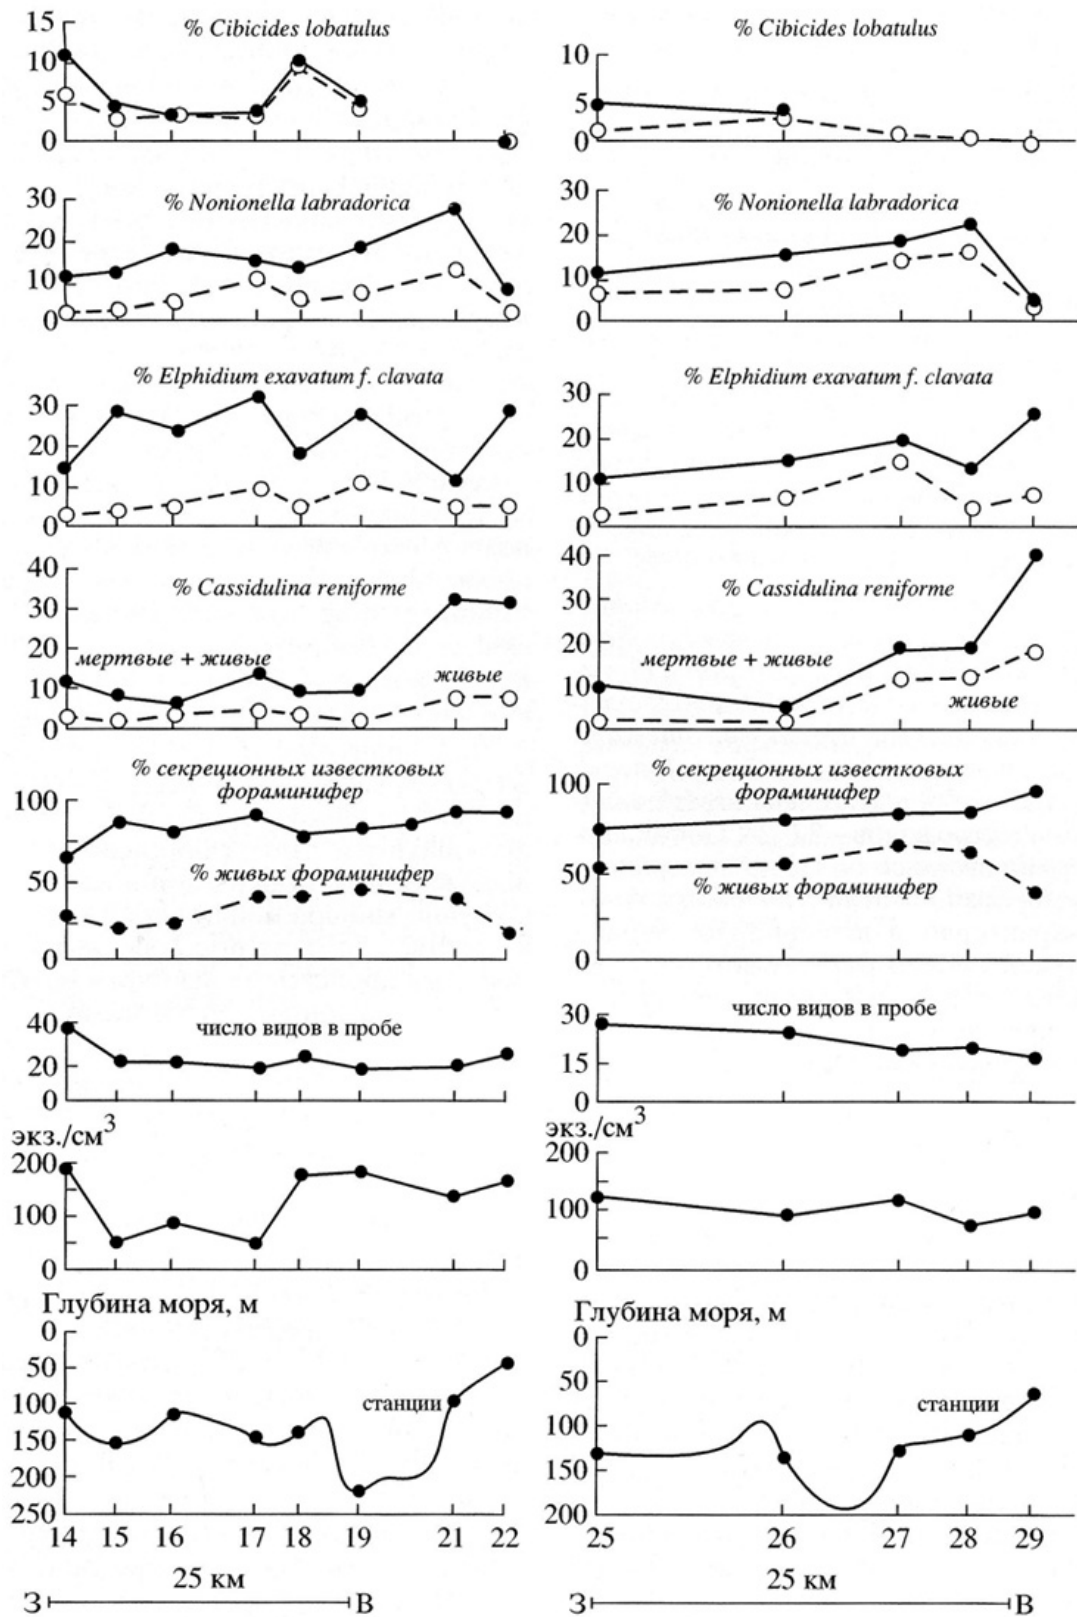 % Cibicides lobatulus
15
10
5
0
% Nonionella labradorica
30
20
10
0
% Elphidium exavatum f. clavata
30
20
10
0
% Cassidulina reniforme
40
30
20
10
0
мертвые + живые
живые
% секреционных известковых
фораминифер
100
50
0
% живых фораминифер
число видов в пробе
40
20
0
экз./см³
200
100
0
Глубина моря, м
0
50
100
150
200
250
станции
14 15 16 17 18 19 21 22
25 км
З В
% Cibicides lobatulus
10
5
0
% Nonionella labradorica
30
20
10
0
% Elphidium exavatum f. clavata
30
20
10
0
% Cassidulina reniforme
40
30
20
10
0
мертвые + живые
живые
% секреционных известковых
фораминифер
100
50
0
% живых фораминифер
число видов в пробе
30
15
0
экз./см³
200
100
0
Глубина моря, м
0
50
100
150
200
станции
25 26 27 28 29
25 км
З В